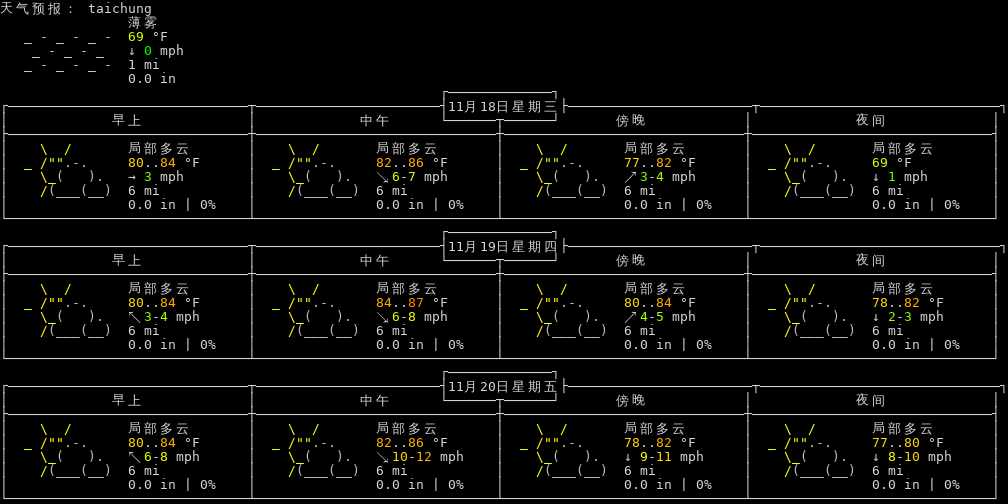 天气预报： taichung
薄雾
69 °F
↓ 0 mph
1 mi
0.0 in
11月18日星期三
早上 中午 傍晚 夜间
局部多云 局部多云 局部多云 局部多云
80..84 °F 82..86 °F 77..82 °F 69 °F
→ 3 mph ↘ 6-7 mph ↗ 3-4 mph ↓ 1 mph
6 mi 6 mi 6 mi 6 mi
0.0 in | 0% 0.0 in | 0% 0.0 in | 0% 0.0 in | 0%
11月19日星期四
早上 中午 傍晚 夜间
局部多云 局部多云 局部多云 局部多云
80..84 °F 84..87 °F 80..84 °F 78..82 °F
↖ 3-4 mph ↘ 6-8 mph ↗ 4-5 mph ↓ 2-3 mph
6 mi 6 mi 6 mi 6 mi
0.0 in | 0% 0.0 in | 0% 0.0 in | 0% 0.0 in | 0%
11月20日星期五
早上 中午 傍晚 夜间
局部多云 局部多云 局部多云 局部多云
80..84 °F 82..86 °F 78..82 °F 77..80 °F
↖ 6-8 mph ↘ 10-12 mph ↓ 9-11 mph ↓ 8-10 mph
6 mi 6 mi 6 mi 6 mi
0.0 in | 0% 0.0 in | 0% 0.0 in | 0% 0.0 in | 0%